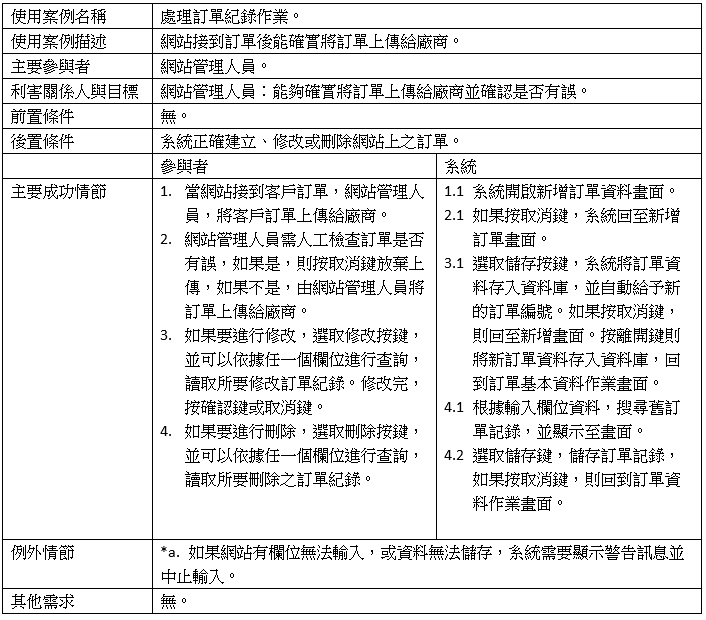 使用案例名稱 處理訂單紀錄作業。
使用案例描述 網站接到訂單後能確實將訂單上傳給廠商。
主要參與者 網站管理人員。
利害關係人與目標 網站管理人員：能夠確實將訂單上傳給廠商並確認是否有誤。
前置條件 無。
後置條件 系統正確建立、修改或刪除網站上之訂單。
參與者 系統
主要成功情節
1. 當網站接到客戶訂單，網站管理人
員，將客戶訂單上傳給廠商。
2. 網站管理人員需人工檢查訂單是否
有誤，如果是，則按取消鍵放棄上
傳，如果不是，由網站管理人員將
訂單上傳給廠商。
3. 如果要進行修改，選取修改按鍵，
並可以依據任一個欄位進行查詢，
讀取所要修改訂單紀錄。修改完，
按確認鍵或取消鍵。
4. 如果要進行刪除，選取刪除按鍵，
並可以依據任一個欄位進行查詢，
讀取所要刪除之訂單紀錄。
1.1 系統開啟新增訂單資料畫面。
2.1 如果按取消鍵，系統回至新增
訂單畫面。
3.1 選取儲存按鍵，系統將訂單資
料存入資料庫，並自動給予新
的訂單編號。如果按取消鍵，
則回至新增畫面。按離開鍵則
將新訂單資料存入資料庫，回
到訂單基本資料作業畫面。
4.1 根據輸入欄位資料，搜尋舊訂
單記錄，並顯示至畫面。
4.2 選取儲存鍵，儲存訂單記錄，
如果按取消鍵，則回到訂單資
料作業畫面。
例外情節 *a. 如果網站有欄位無法輸入，或資料無法儲存，系統需要顯示警告訊息並
中止輸入。
其他需求 無。